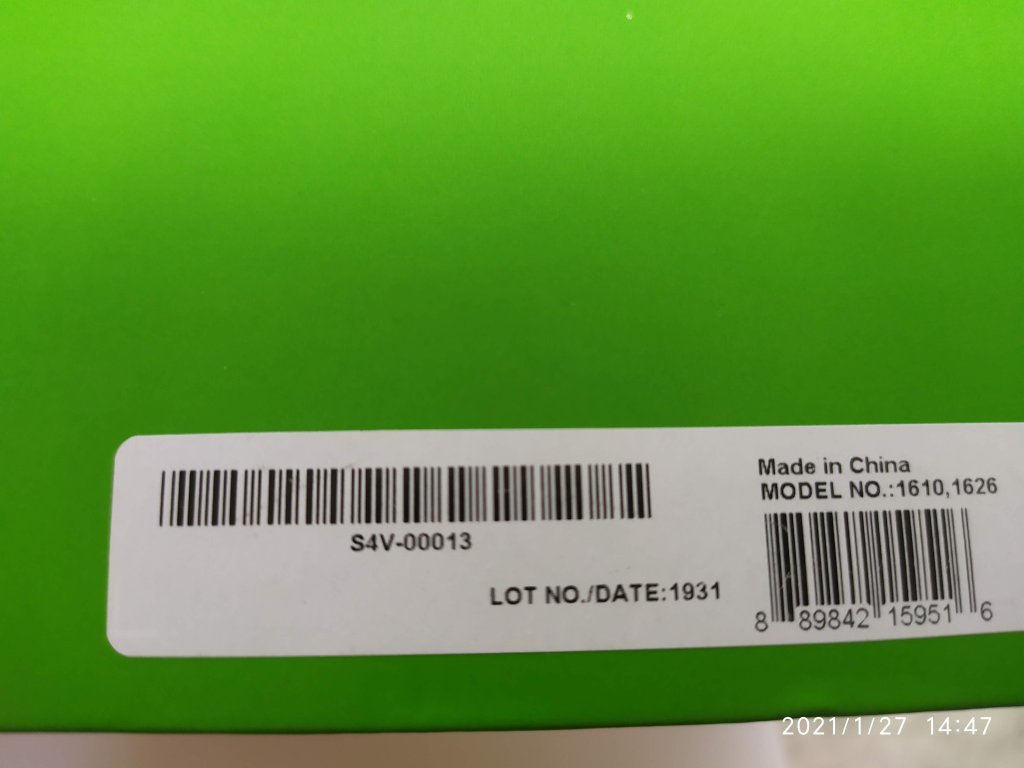 S4V-00013
LOT NO./DATE:1931
Made in China
MODEL NO.:1610,1626
8 89842 15951 6
2021/1/27 14:47